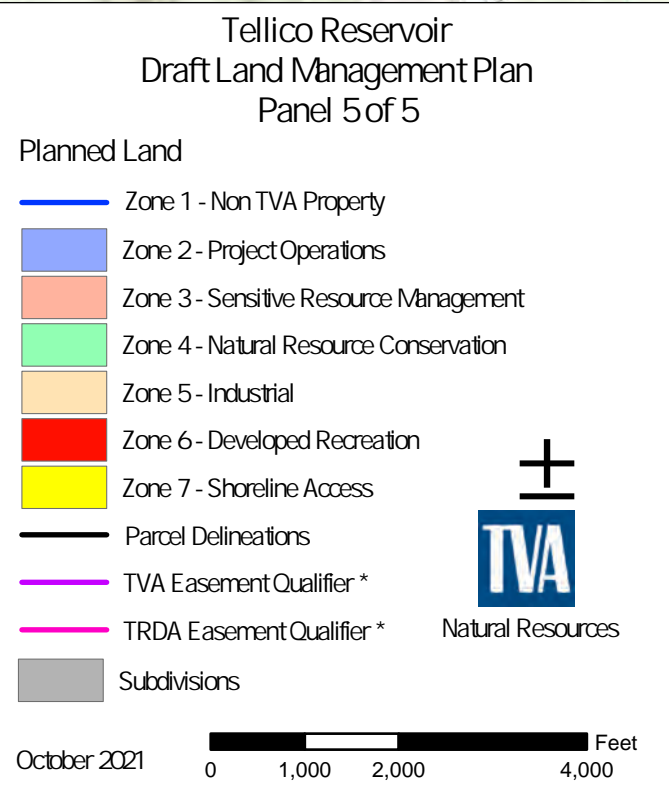 Tellico Reservoir
Draft Land Management Plan
Panel 5 of 5
Planned Land
Zone 1 - Non TVA Property
Zone 2 - Project Operations
Zone 3 - Sensitive Resource Management
Zone 4 - Natural Resource Conservation
Zone 5 - Industrial
Zone 6 - Developed Recreation
Zone 7 - Shoreline Access
Parcel Delineations
TVA Easement Qualifier *
TRDA Easement Qualifier *
Subdivisions
±
TVA
Natural Resources
October 2021
Feet
0 1,000 2,000 4,000